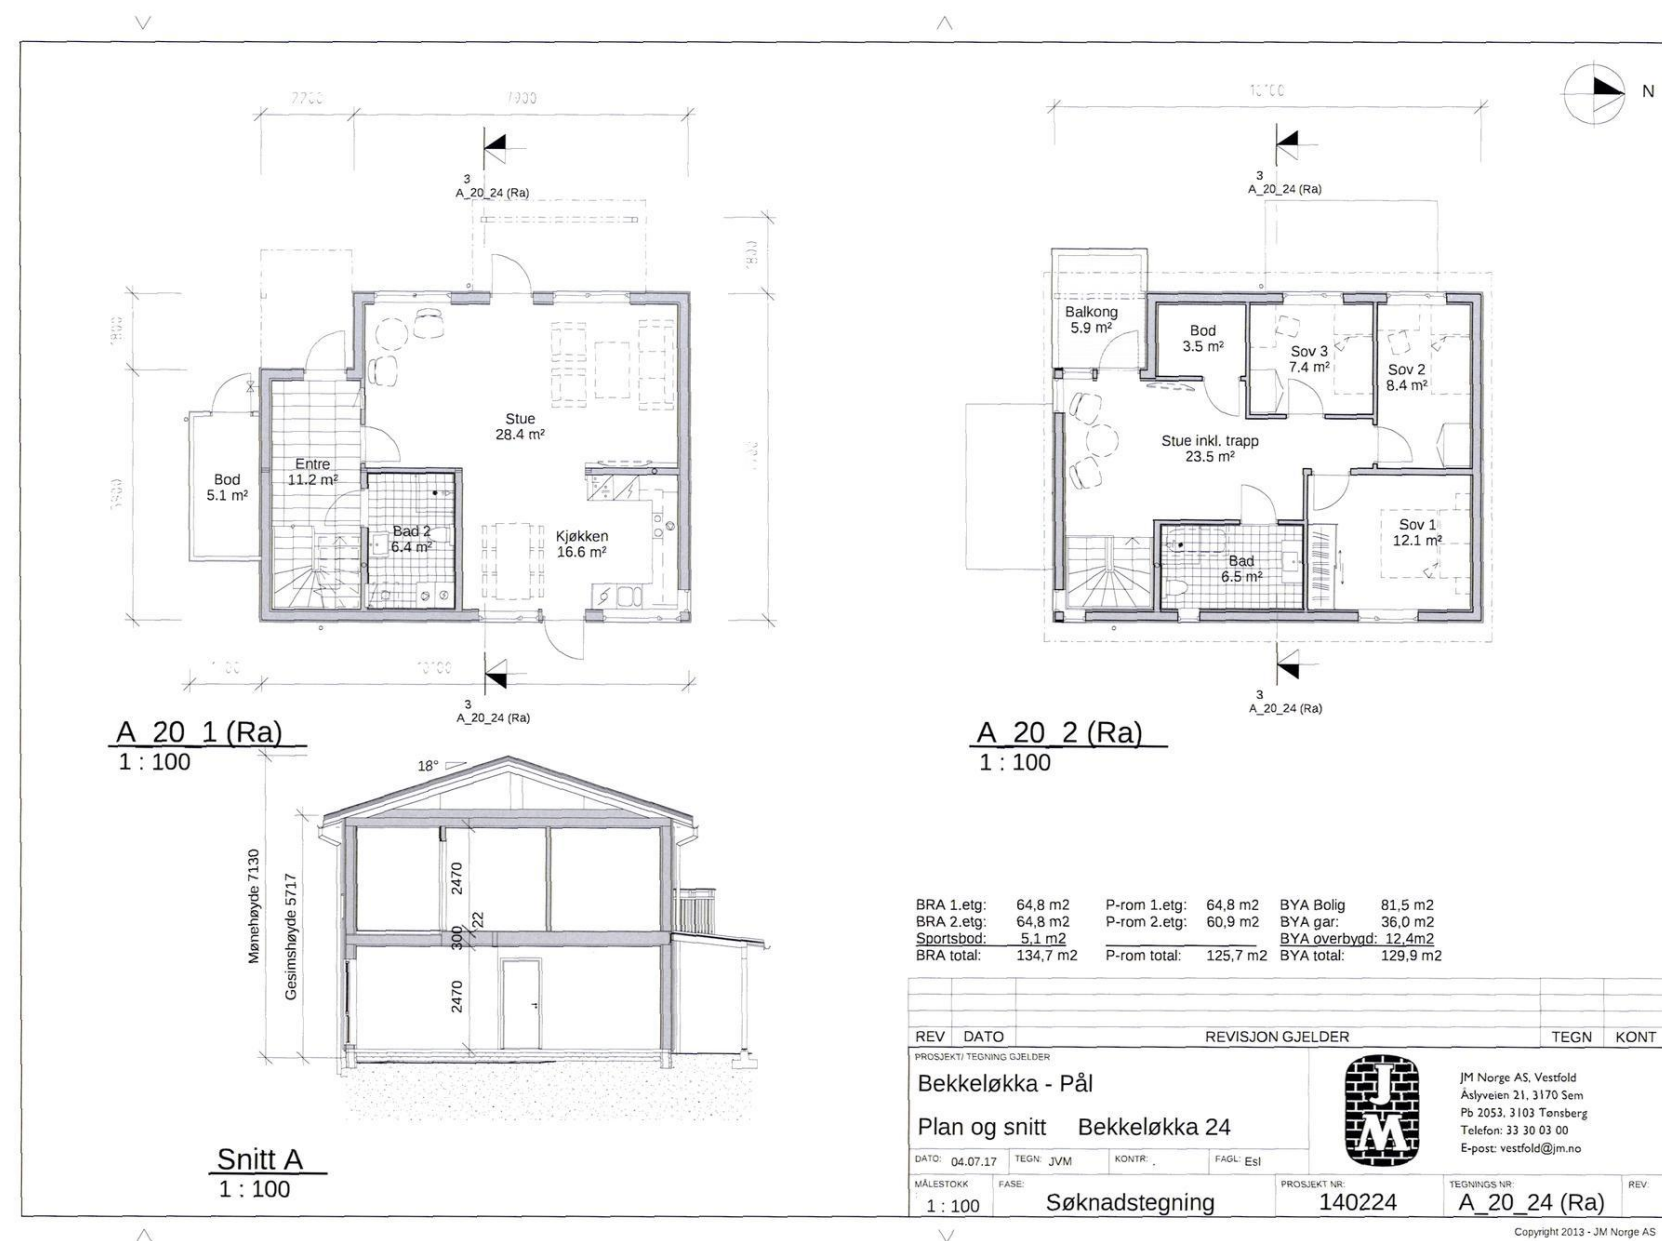 N
3
A_20_24 (Ra)
3
A_20_24 (Ra)
Stue
28.4 m²
Entre
11.2 m²
Bod
5.1 m²
Bad 2
6.4 m²
Kjøkken
16.6 m²
Balkong
5.9 m²
Bod
3.5 m²
Sov 3
7.4 m²
Sov 2
8.4 m²
Stue inkl. trapp
23.5 m²
Sov 1
12.1 m²
Bad
6.5 m²
3
A_20_24 (Ra)
3
A_20_24 (Ra)
A_20_1 (Ra)
1 : 100
A_20_2 (Ra)
1 : 100
18°
Mønehøyde 7130
Gesimshøyde 5717
2470
22
300
2470
Snitt A
1 : 100
BRA 1.etg: 64,8 m2 P-rom 1.etg: 64,8 m2 BYA Bolig 81,5 m2
BRA 2.etg: 64,8 m2 P-rom 2.etg: 60,9 m2 BYA gar: 36,0 m2
Sportsbod: 5,1 m2 BYA overbygd: 12,4m2
BRA total: 134,7 m2 P-rom total: 125,7 m2 BYA total: 129,9 m2
REV DATO REVISJON GJELDER TEGN KONT
PROSJEKT/ TEGNING GJELDER
Bekkeløkka - Pål
Plan og snitt Bekkeløkka 24
JM
JM Norge AS, Vestfold
Åslyveien 21, 3170 Sem
Pb 2053, 3103 Tønsberg
Telefon: 33 30 03 00
E-post: vestfold@jm.no
DATO: 04.07.17 TEGN: JVM KONTR: . FAGL: Esl
MÅLESTOKK FASE: PROSJEKT NR: TEGNINGS NR: REV:
1 : 100 Søknadstegning 140224 A_20_24 (Ra)
Copyright 2013 - JM Norge AS